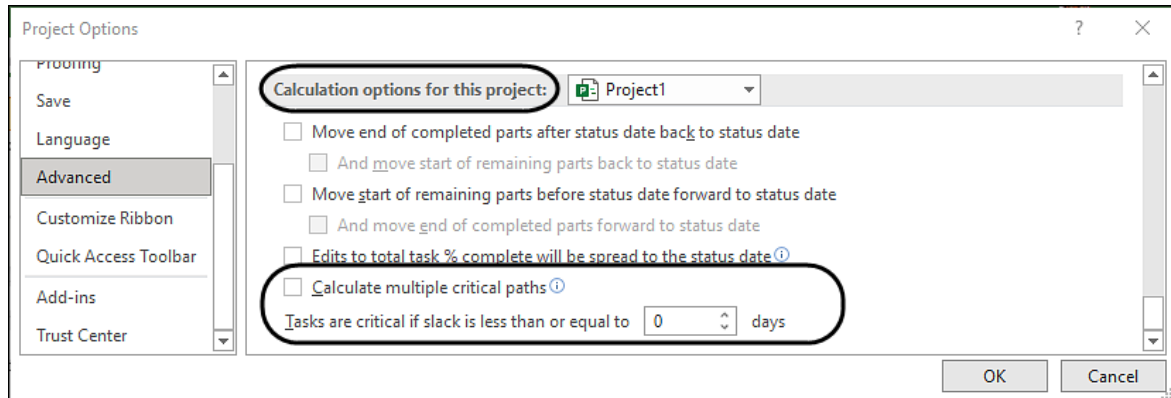 Project Options
?
Proofing
Save
Language
Advanced
Customize Ribbon
Quick Access Toolbar
Add-ins
Trust Center
Calculation options for this project: Project1
Move end of completed parts after status date back to status date
And move start of remaining parts back to status date
Move start of remaining parts before status date forward to status date
And move end of completed parts forward to status date
Edits to total task % complete will be spread to the status date
Calculate multiple critical paths
Tasks are critical if slack is less than or equal to 0 days
OK Cancel